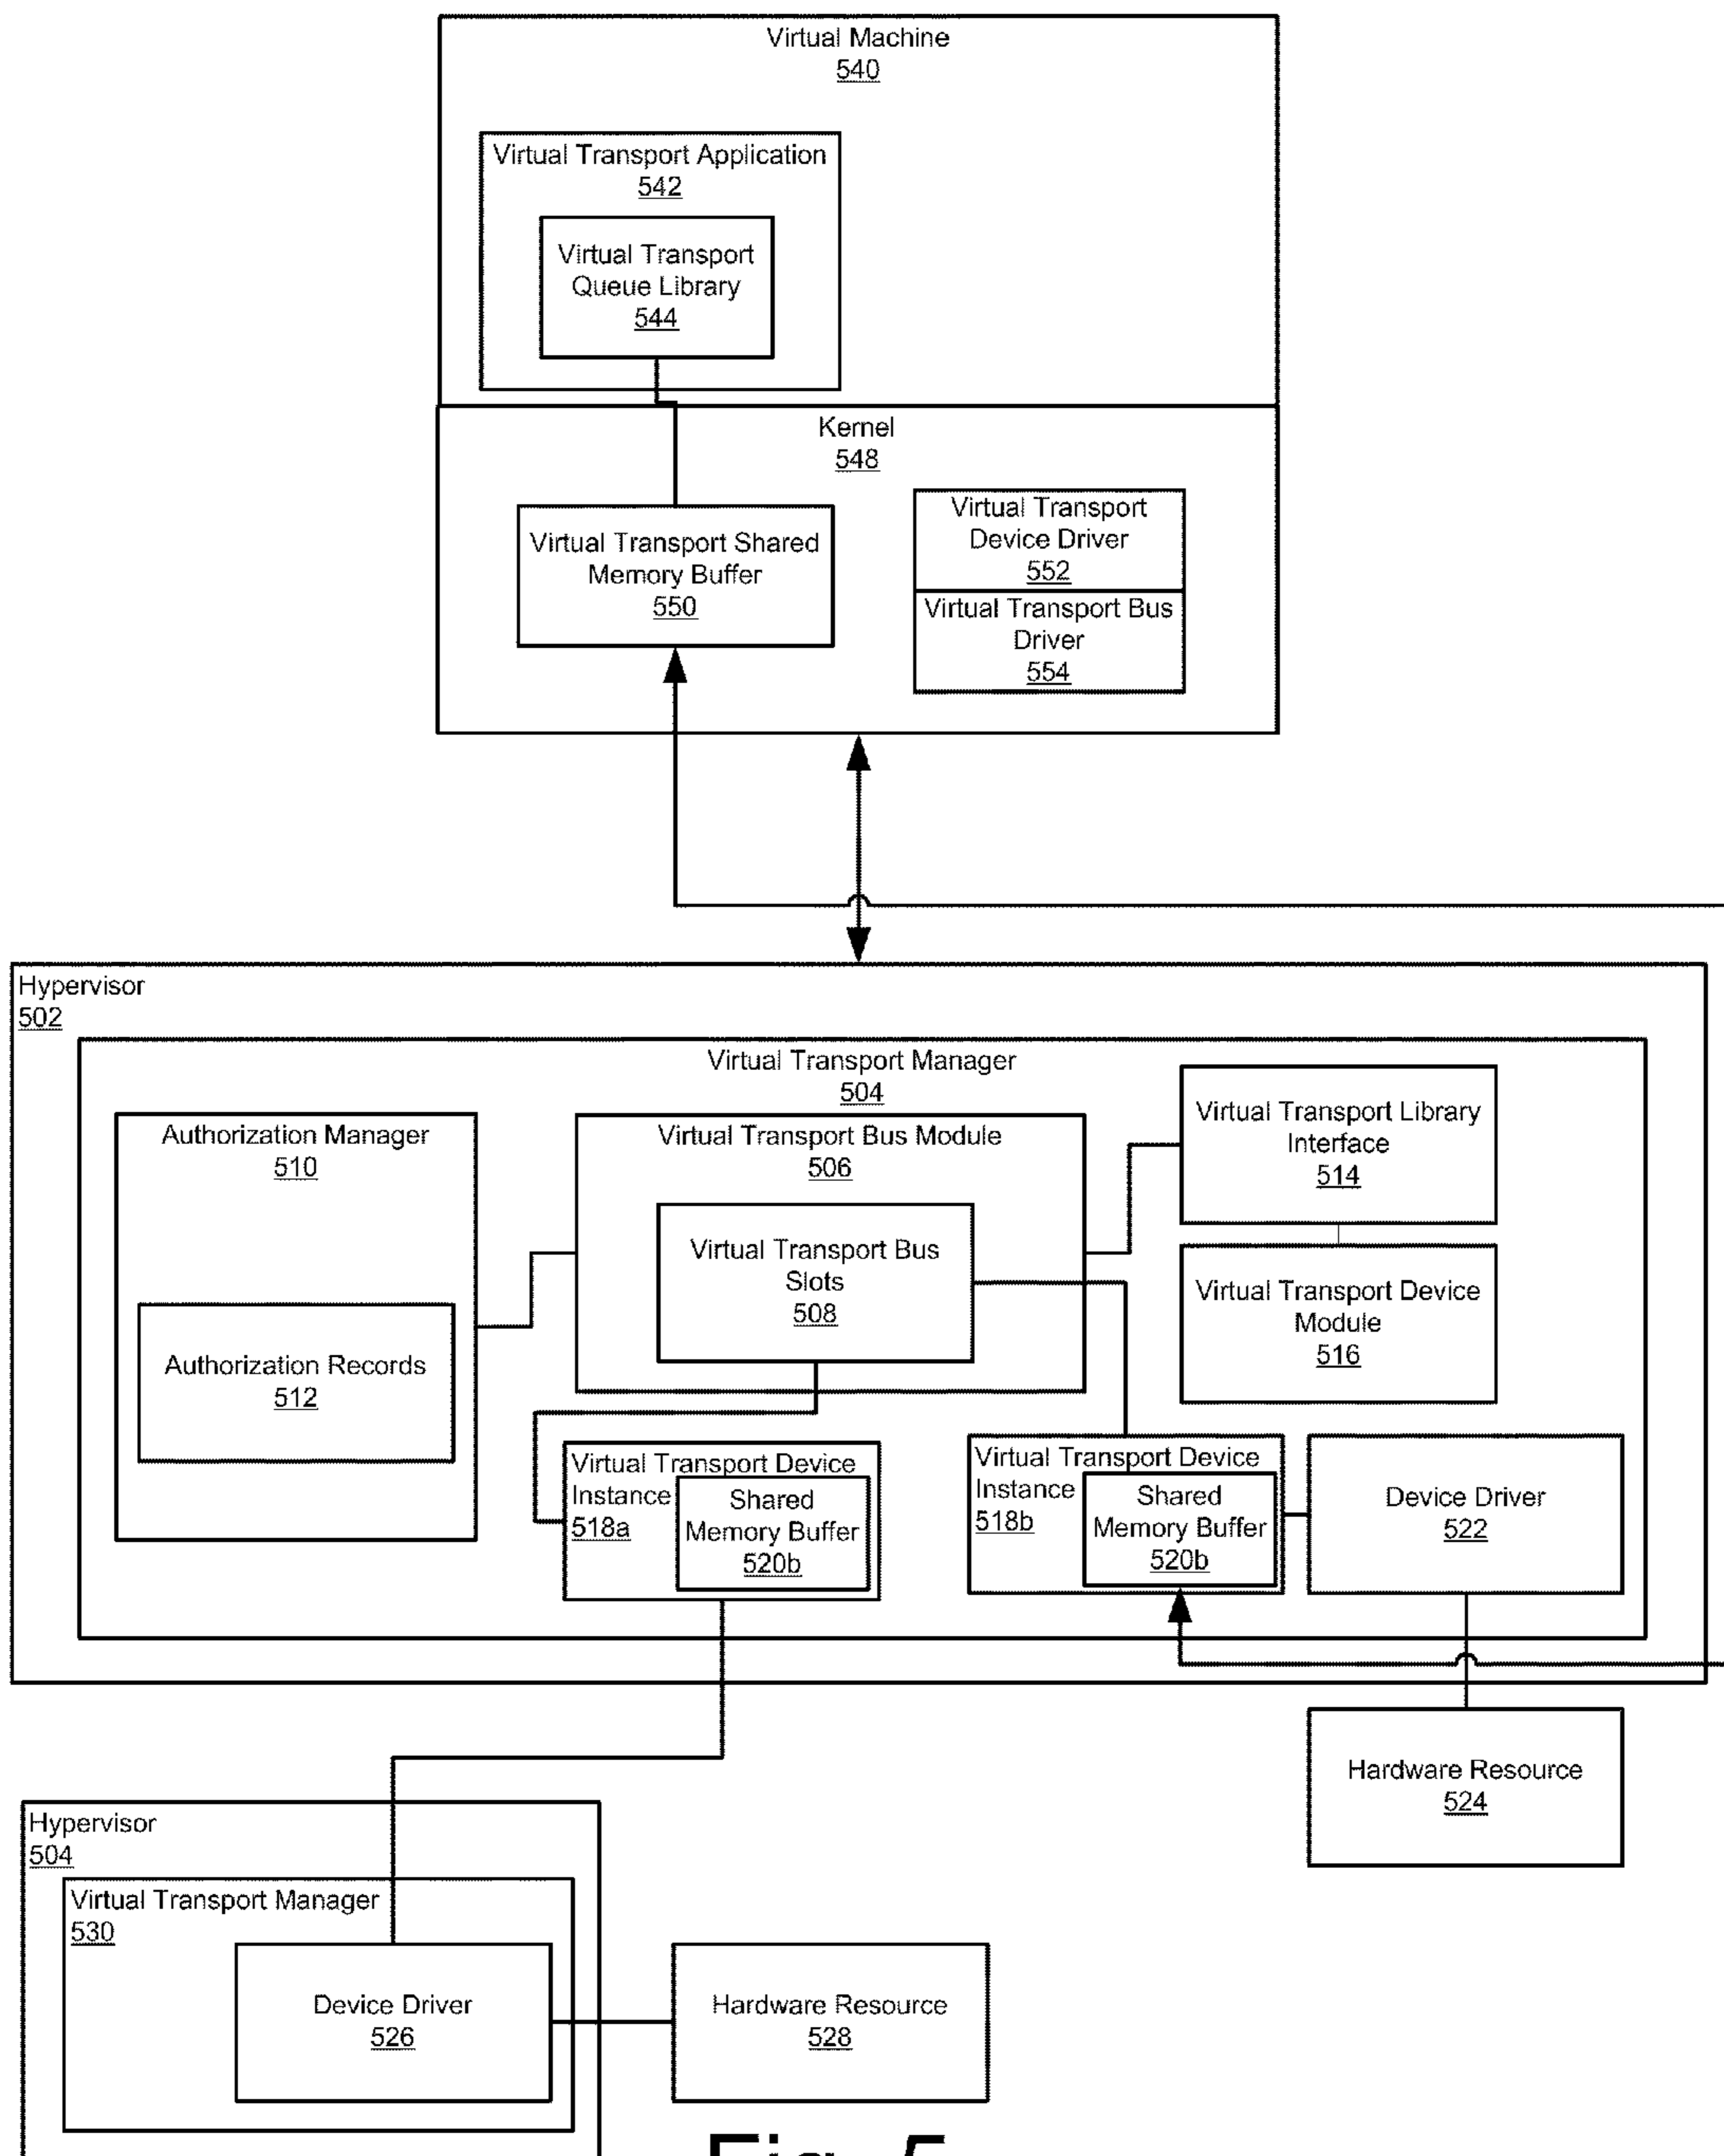 Virtual Machine
540
Virtual Transport Application
542
Virtual Transport
Queue Library
544
Kernel
548
Virtual Transport Shared
Memory Buffer
550
Virtual Transport
Device Driver
552
Virtual Transport Bus
Driver
554
Hypervisor
502
Virtual Transport Manager
504
Authorization Manager
510
Authorization Records
512
Virtual Transport Bus Module
506
Virtual Transport Bus
Slots
508
Virtual Transport Library
Interface
514
Virtual Transport Device
Module
516
Virtual Transport Device
Instance
518a
Shared
Memory Buffer
520b
Virtual Transport Device
Instance
518b
Shared
Memory Buffer
520b
Device Driver
522
Hardware Resource
524
Hypervisor
504
Virtual Transport Manager
530
Device Driver
526
Hardware Resource
528